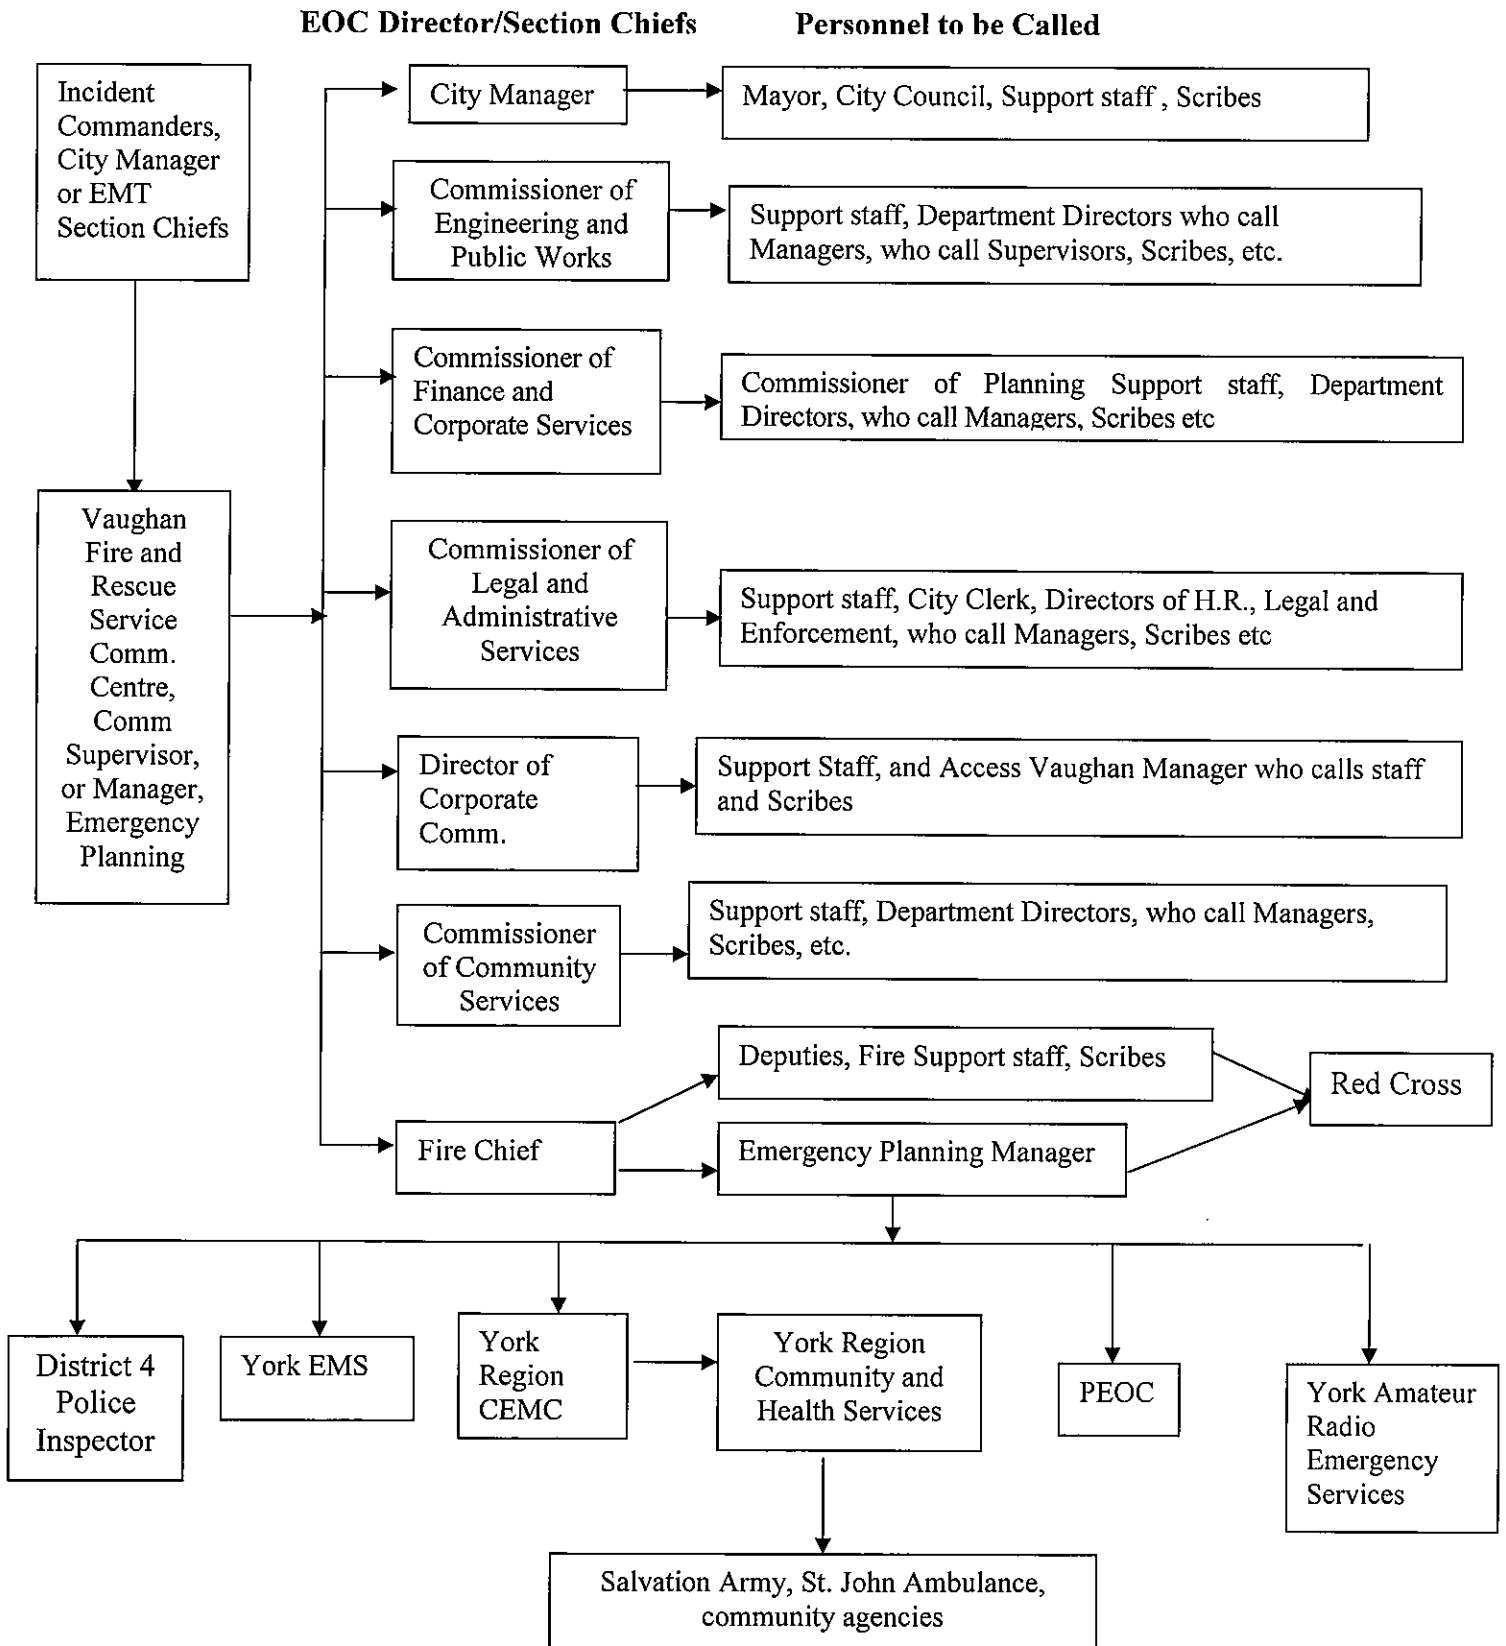 EOC Director/Section Chiefs
Personnel to be Called
Incident
Commanders,
City Manager
or EMT
Section Chiefs
City Manager
Mayor, City Council, Support staff , Scribes
Commissioner of
Engineering and
Public Works
Support staff, Department Directors who call
Managers, who call Supervisors, Scribes, etc.
Commissioner of
Finance and
Corporate Services
Commissioner of Planning Support staff, Department
Directors, who call Managers, Scribes etc
Vaughan
Fire and
Rescue
Service
Comm.
Centre,
Comm
Supervisor,
or Manager,
Emergency
Planning
Commissioner of
Legal and
Administrative
Services
Support staff, City Clerk, Directors of H.R., Legal and
Enforcement, who call Managers, Scribes etc
Director of
Corporate
Comm.
Support Staff, and Access Vaughan Manager who calls staff
and Scribes
Commissioner
of Community
Services
Support staff, Department Directors, who call Managers,
Scribes, etc.
Deputies, Fire Support staff, Scribes
Red Cross
Fire Chief
Emergency Planning Manager
District 4
Police
Inspector
York EMS
York
Region
CEMC
York Region
Community and
Health Services
PEOC
York Amateur
Radio
Emergency
Services
Salvation Army, St. John Ambulance,
community agencies